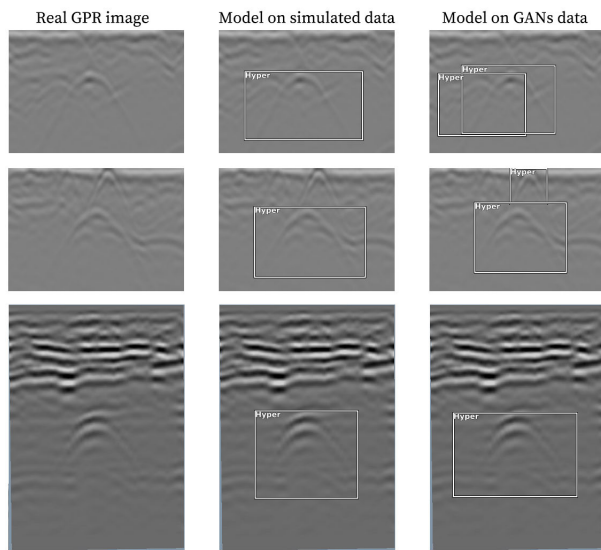 Real GPR image
Model on simulated data
Model on GANs data
Hyper
Hyper
Hyper
Hyper
Hyper
Hyper
Hyper
Hyper